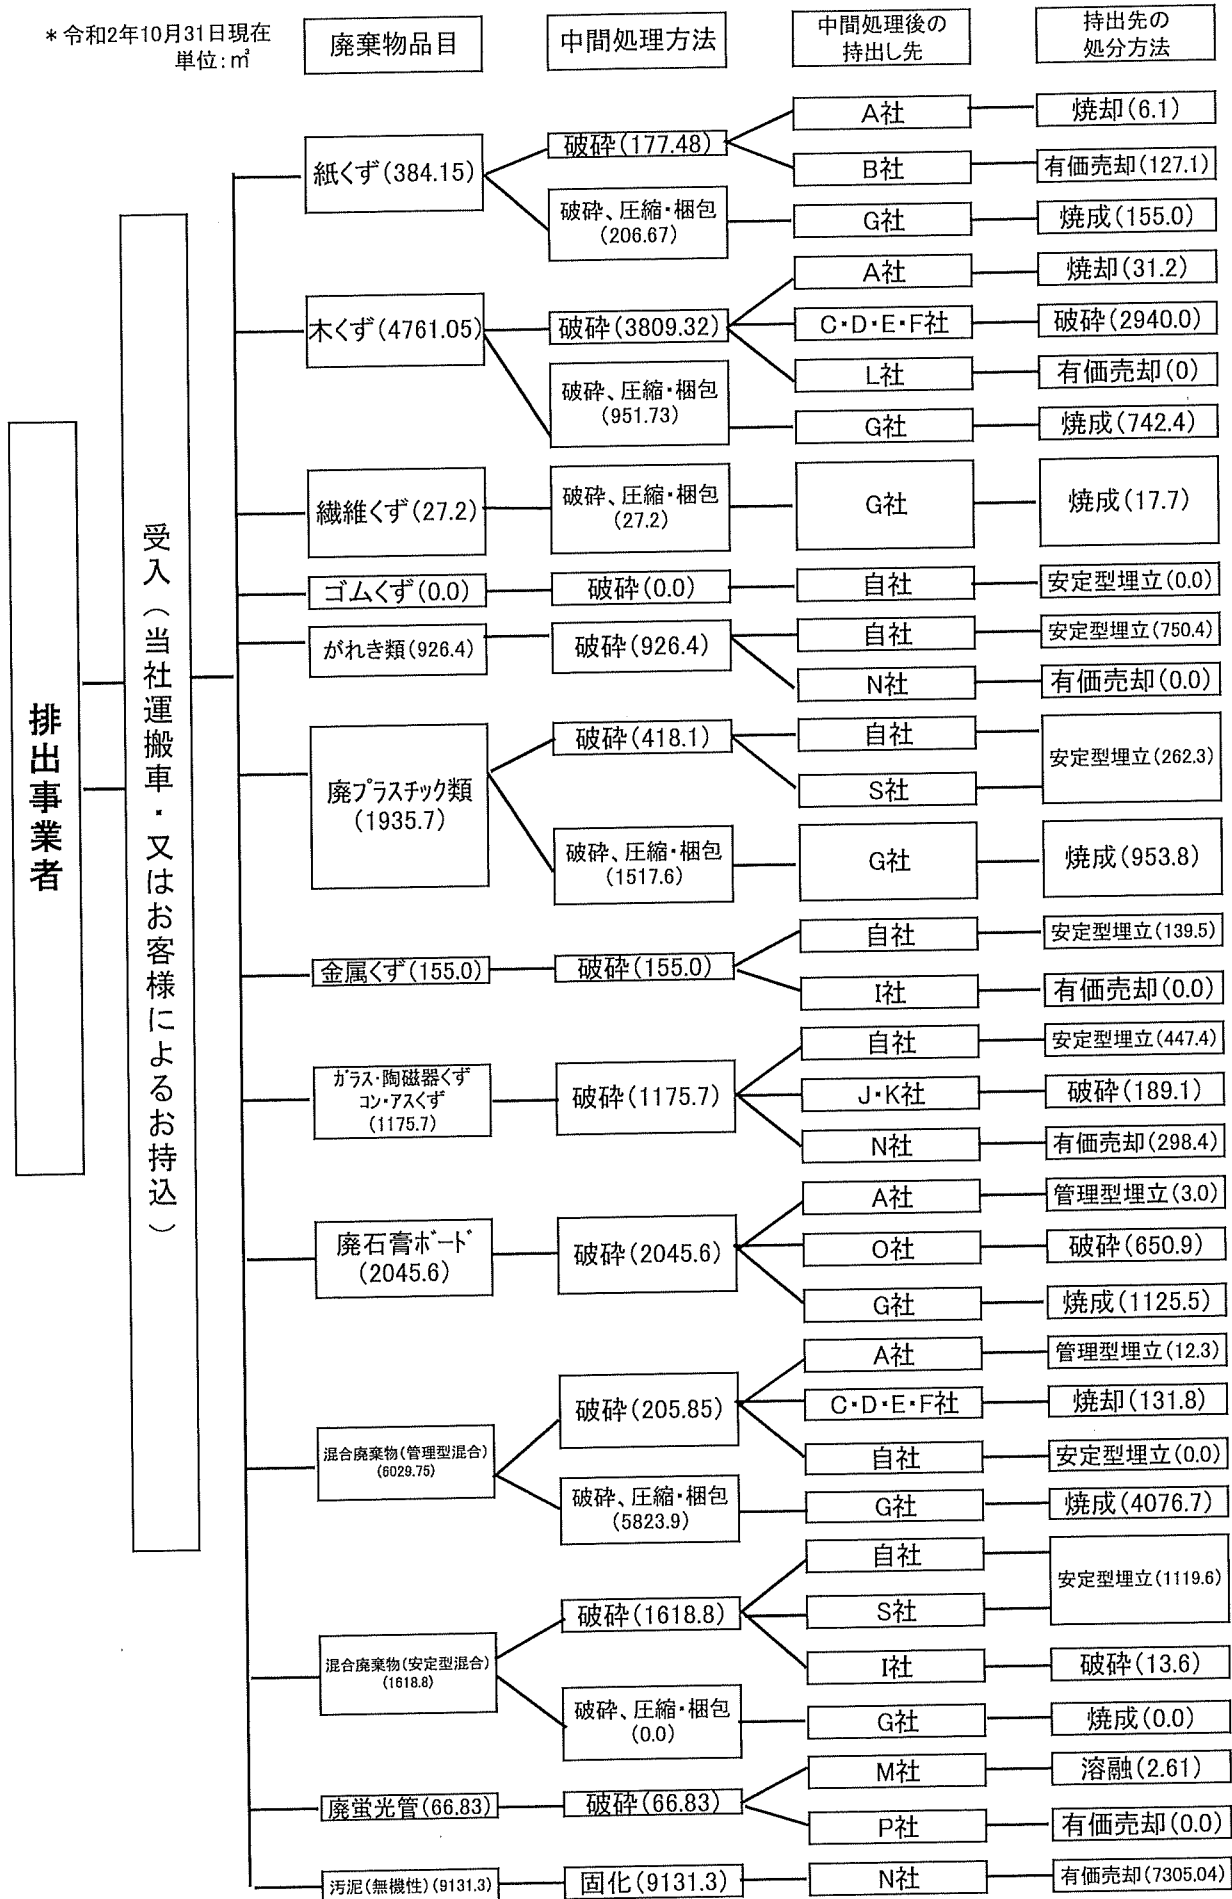 *令和2年10月31日現在
単位:㎥
廃棄物品目
中間処理方法
中間処理後の
持出し先
持出先の
処分方法
排出事業者
受入(当社運搬車・又はお客様によるお持込)
紙くず(384.15)
破砕(177.48)
A社
焼却(6.1)
B社
有価売却(127.1)
破砕、圧縮・梱包
(206.67)
G社
焼成(155.0)
木くず(4761.05)
破砕(3809.32)
A社
焼却(31.2)
C・D・E・F社
破砕(2940.0)
L社
有価売却(0)
破砕、圧縮・梱包
(951.73)
G社
焼成(742.4)
繊維くず(27.2)
破砕、圧縮・梱包
(27.2)
G社
焼成(17.7)
ゴムくず(0.0)
破砕(0.0)
自社
安定型埋立(0.0)
がれき類(926.4)
破砕(926.4)
自社
安定型埋立(750.4)
N社
有価売却(0.0)
廃プラスチック類
(1935.7)
破砕(418.1)
自社
S社
安定型埋立(262.3)
破砕、圧縮・梱包
(1517.6)
G社
焼成(953.8)
金属くず(155.0)
破砕(155.0)
自社
安定型埋立(139.5)
I社
有価売却(0.0)
ガラス・陶磁器くず
コン・アスくず
(1175.7)
破砕(1175.7)
自社
安定型埋立(447.4)
J・K社
破砕(189.1)
N社
有価売却(298.4)
廃石膏ボード
(2045.6)
破砕(2045.6)
A社
管理型埋立(3.0)
O社
破砕(650.9)
G社
焼成(1125.5)
混合廃棄物(管理型混合)
(6029.75)
破砕(205.85)
A社
管理型埋立(12.3)
C・D・E・F社
焼却(131.8)
自社
安定型埋立(0.0)
破砕、圧縮・梱包
(5823.9)
G社
焼成(4076.7)
混合廃棄物(安定型混合)
(1618.8)
破砕(1618.8)
自社
S社
安定型埋立(1119.6)
I社
破砕(13.6)
破砕、圧縮・梱包
(0.0)
G社
焼成(0.0)
廃蛍光管(66.83)
破砕(66.83)
M社
溶融(2.61)
P社
有価売却(0.0)
汚泥(無機性)(9131.3)
固化(9131.3)
N社
有価売却(7305.04)